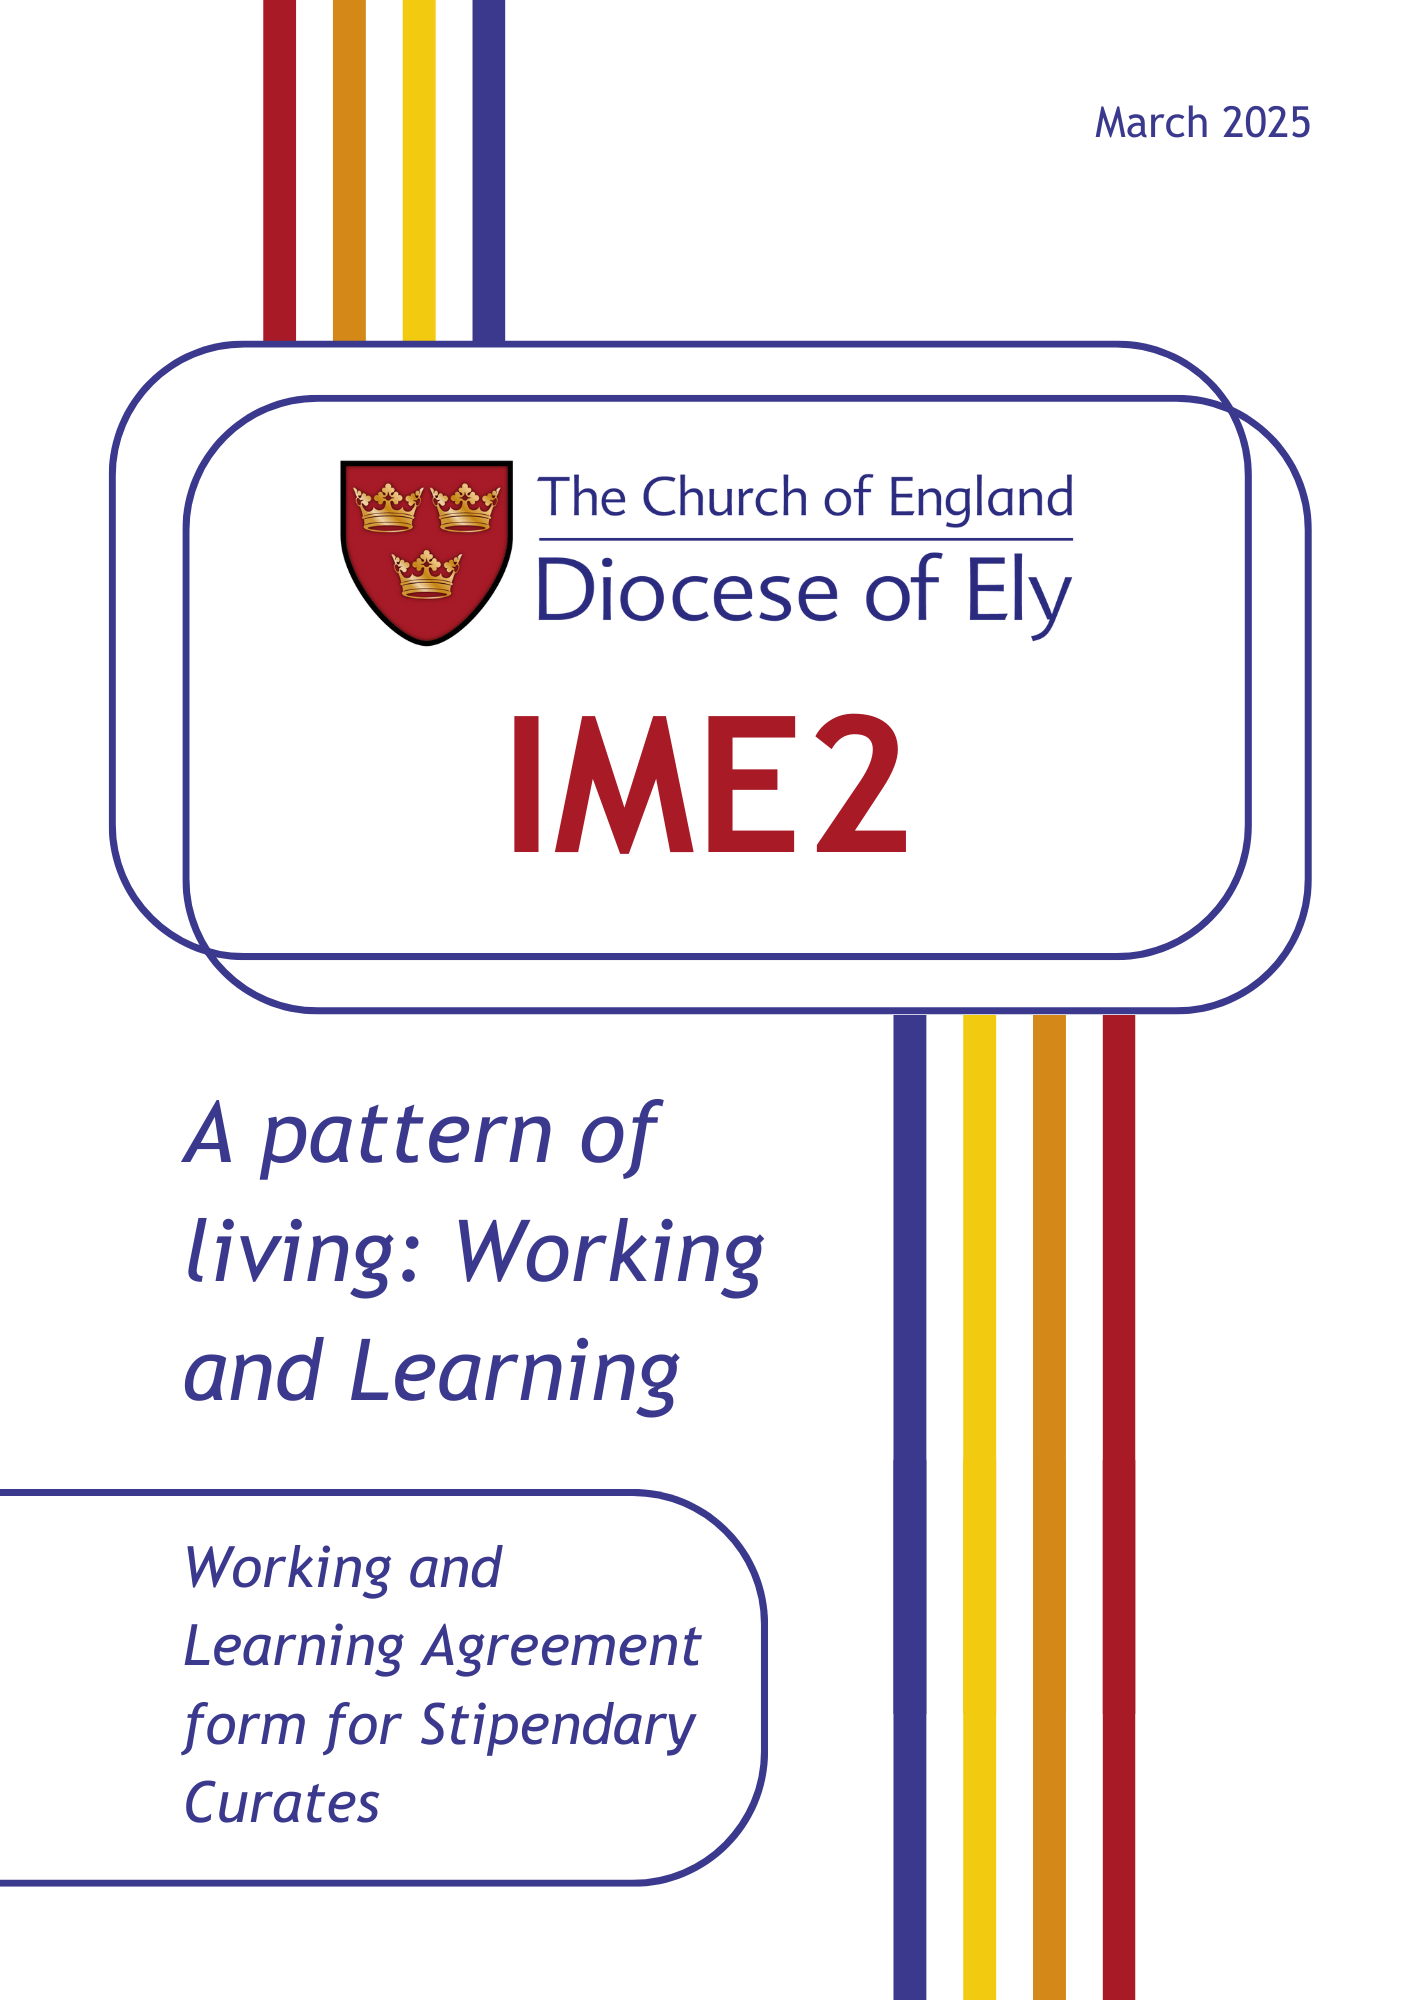 March 2025
The Church of England
Diocese of Ely
IME2
A pattern of
living: Working
and Learning
Working and
Learning Agreement
form for Stipendary
Curates